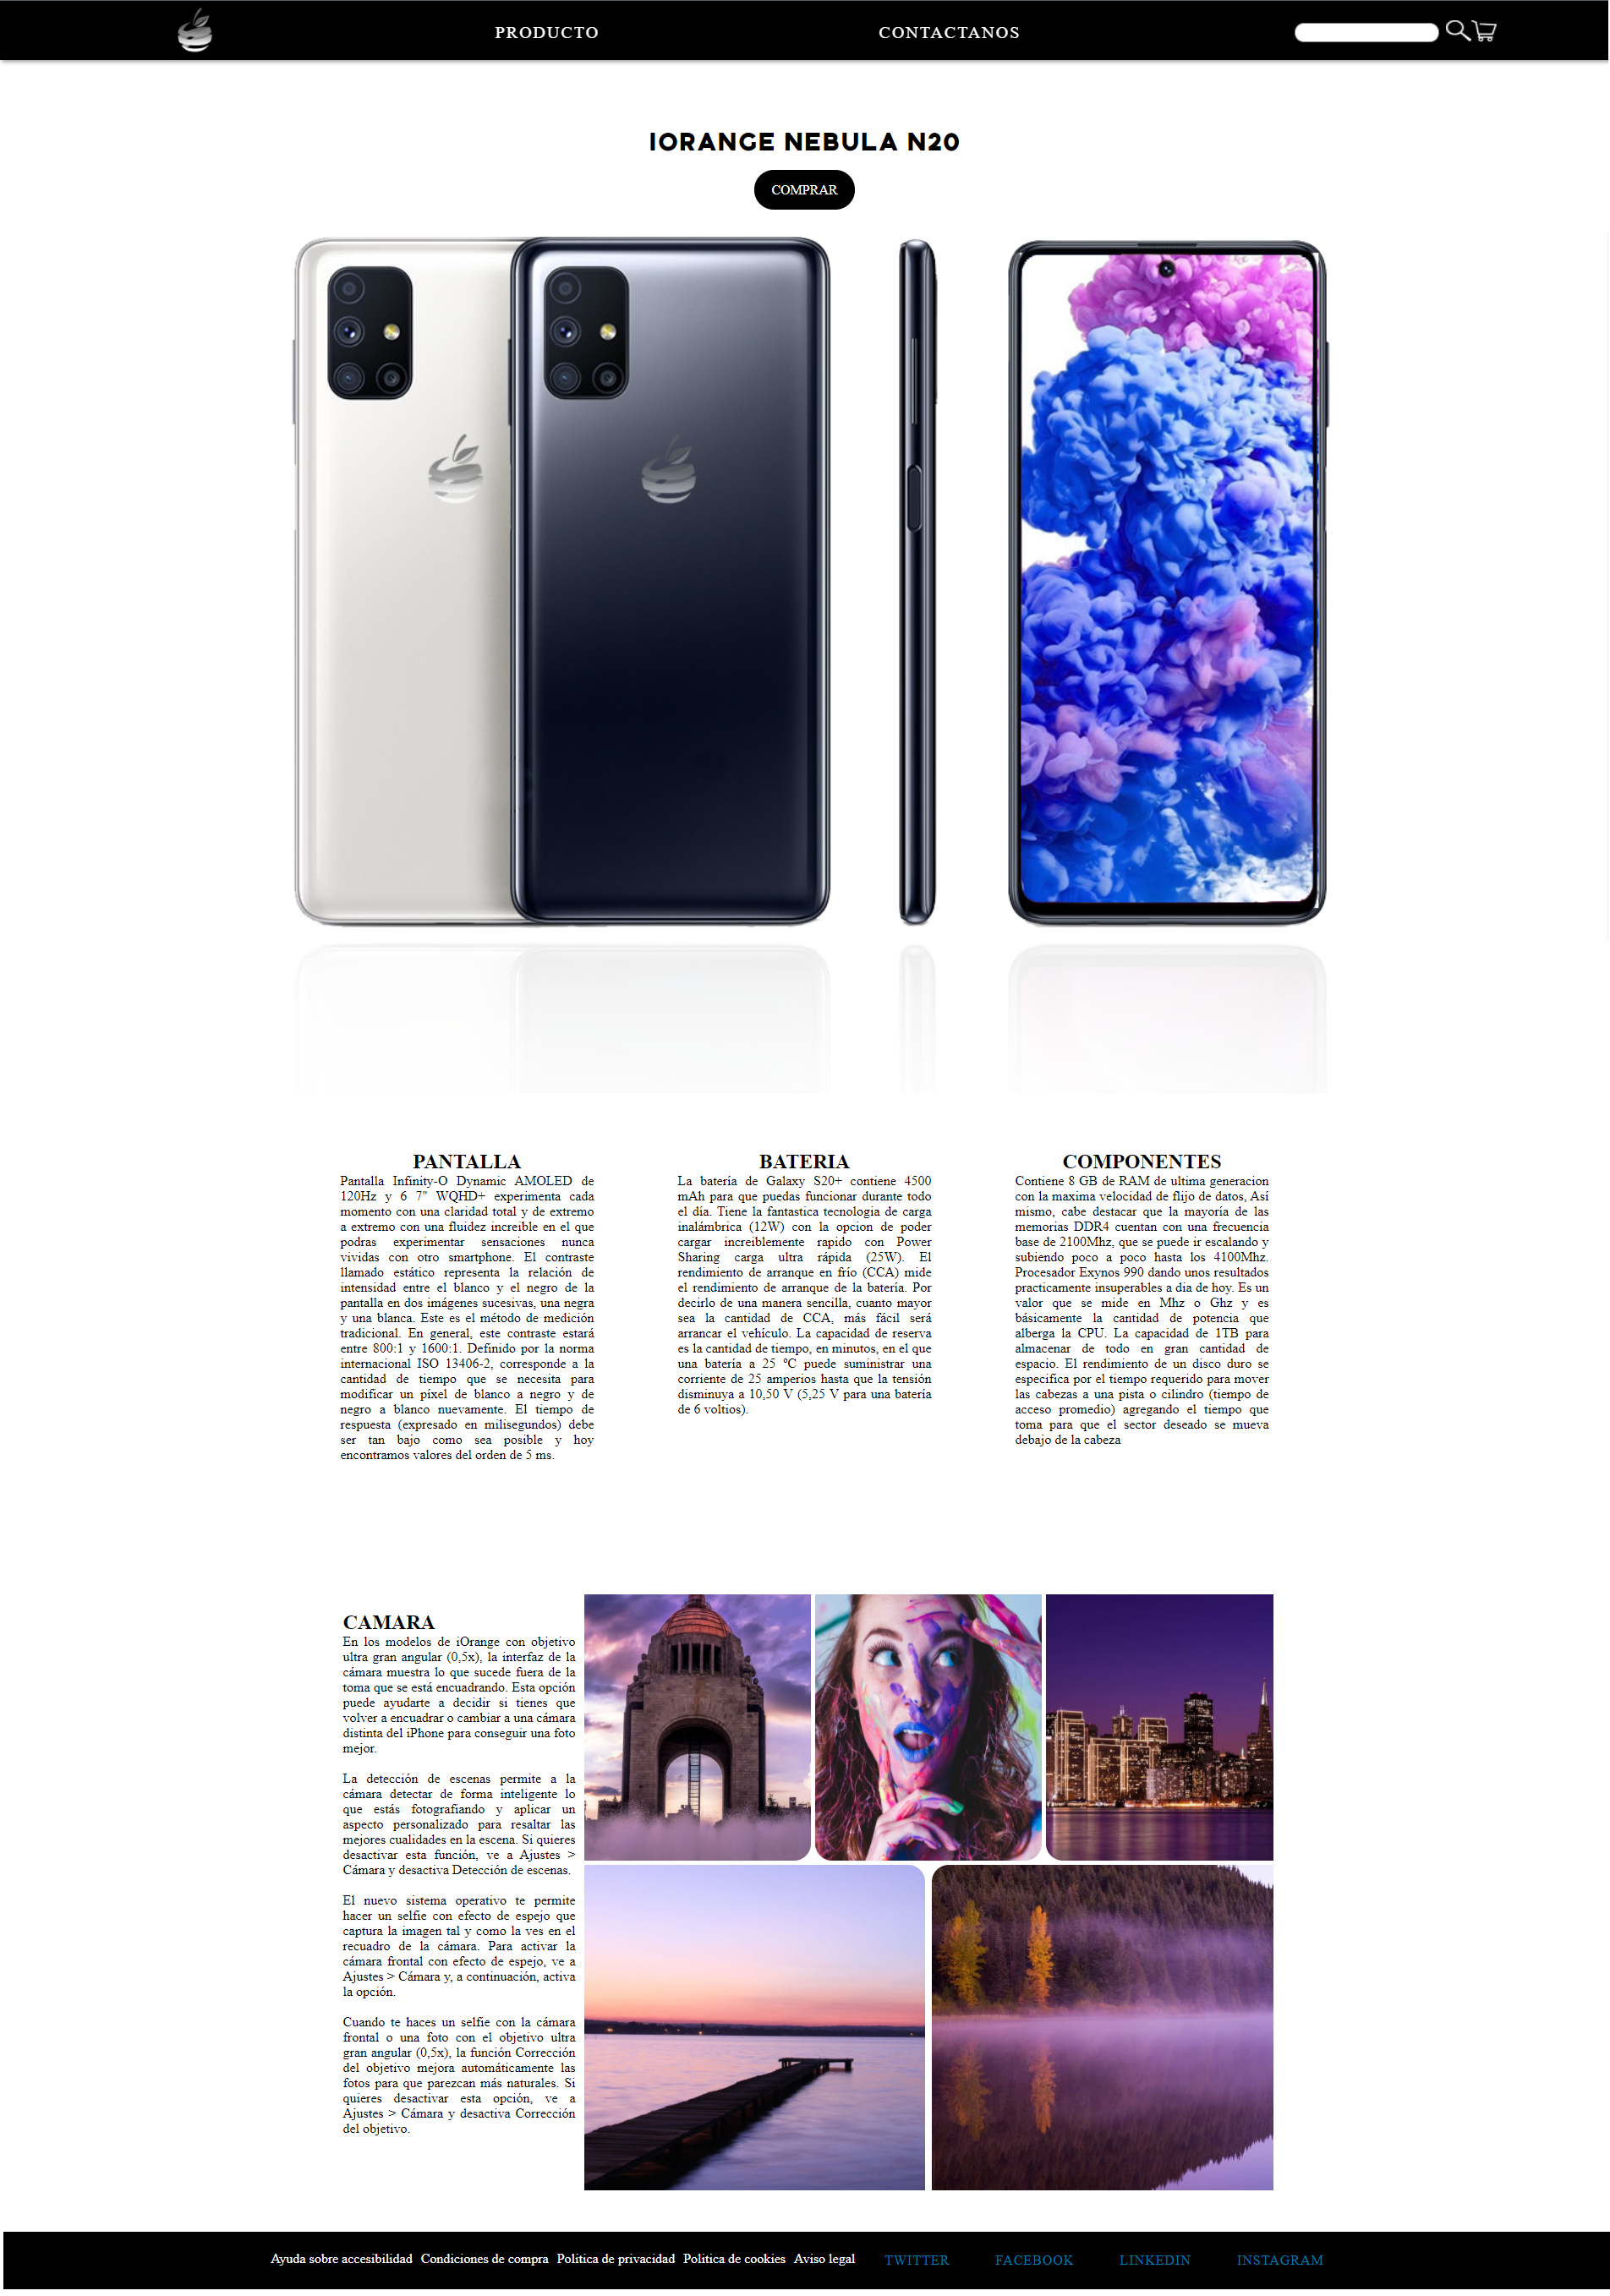 PRODUCTO
CONTACTANOS
IORANGE NEBULA N20
COMPRAR
PANTALLA
Pantalla Infinity-O Dynamic AMOLED de
120Hz y 6 7" WQHD+ experimenta cada
momento con una claridad total y de extremo
a extremo con una fluidez increible en el que
podras experimentar sensaciones nunca
vividas con otro smartphone. El contraste
llamado estático representa la relación de
intensidad entre el blanco y el negro de la
pantalla en dos imágenes sucesivas, una negra
y una blanca. Este es el método de medición
tradicional. En general, este contraste estará
entre 800:1 y 1600:1. Definido por la norma
internacional ISO 13406-2, corresponde a la
cantidad de tiempo que se necesita para
modificar un píxel de blanco a negro y de
negro a blanco nuevamente. El tiempo de
respuesta (expresado en milisegundos) debe
ser tan bajo como sea posible y hoy
encontramos valores del orden de 5 ms.
BATERIA
La batería de Galaxy S20+ contiene 4500
mAh para que puedas funcionar durante todo
el día. Tiene la fantastica tecnologia de carga
inalámbrica (12W) con la opcion de poder
cargar increiblemente rapido con Power
Sharing carga ultra rápida (25W). El
rendimiento de arranque en frío (CCA) mide
el rendimiento de arranque de la batería. Por
decirlo de una manera sencilla, cuanto mayor
sea la cantidad de CCA, más fácil será
arrancar el vehículo. La capacidad de reserva
es la cantidad de tiempo, en minutos, en el que
una batería a 25 ºC puede suministrar una
corriente de 25 amperios hasta que la tensión
disminuya a 10,50 V (5,25 V para una batería
de 6 voltios).
COMPONENTES
Contiene 8 GB de RAM de ultima generacion
con la maxima velocidad de flijo de datos, Así
mismo, cabe destacar que la mayoría de las
memorias DDR4 cuentan con una frecuencia
base de 2100Mhz, que se puede ir escalando y
subiendo poco a poco hasta los 4100Mhz.
Procesador Exynos 990 dando unos resultados
practicamente insuperables a dia de hoy. Es un
valor que se mide en Mhz o Ghz y es
básicamente la cantidad de potencia que
alberga la CPU. La capacidad de 1TB para
almacenar de todo en gran cantidad de
espacio. El rendimiento de un disco duro se
especifica por el tiempo requerido para mover
las cabezas a una pista o cilindro (tiempo de
acceso promedio) agregando el tiempo que
toma para que el sector deseado se mueva
debajo de la cabeza
CAMARA
En los modelos de iOrange con objetivo
ultra gran angular (0,5x), la interfaz de la
cámara muestra lo que sucede fuera de la
toma que se está encuadrando. Esta opción
puede ayudarte a decidir si tienes que
volver a encuadrar o cambiar a una cámara
distinta del iPhone para conseguir una foto
mejor.
La detección de escenas permite a la
cámara detectar de forma inteligente lo
que estás fotografiando y aplicar un
aspecto personalizado para resaltar las
mejores cualidades en la escena. Si quieres
desactivar esta función, ve a Ajustes >
Cámara y desactiva Detección de escenas.
El nuevo sistema operativo te permite
hacer un selfie con efecto de espejo que
captura la imagen tal y como la ves en el
recuadro de la cámara. Para activar la
cámara frontal con efecto de espejo, ve a
Ajustes > Cámara y, a continuación, activa
la opción.
Cuando te haces un selfie con la cámara
frontal o una foto con el objetivo ultra
gran angular (0,5x), la función Corrección
del objetivo mejora automáticamente las
fotos para que parezcan más naturales. Si
quieres desactivar esta opción, ve a
Ajustes > Cámara y desactiva Corrección
del objetivo.
Ayuda sobre accesibilidad Condiciones de compra Politica de privacidad Politica de cookies Aviso legal TWITTER FACEBOOK LINKEDIN INSTAGRAM